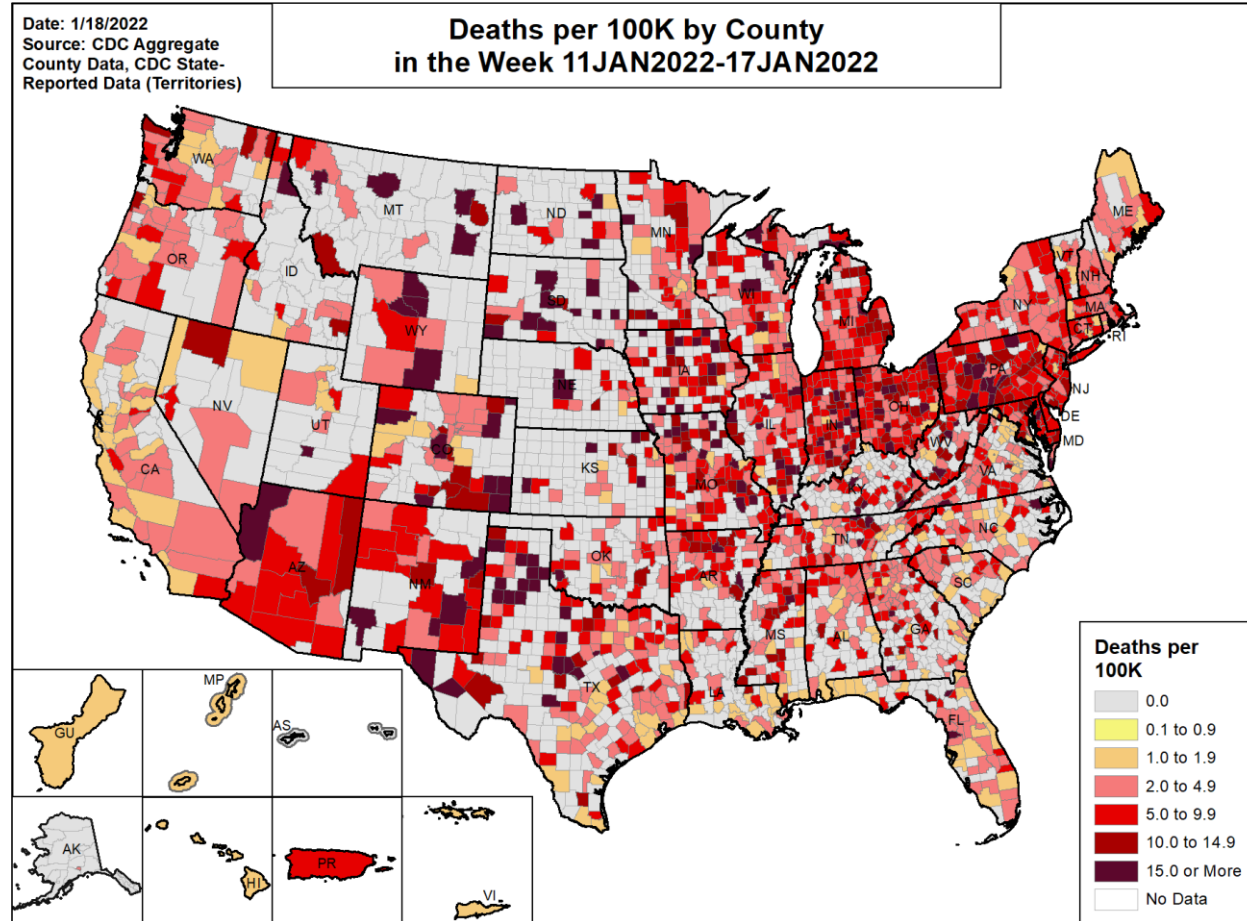 Date: 1/18/2022
Source: CDC Aggregate
County Data, CDC State-
Reported Data (Territories)
Deaths per 100K by County
in the Week 11JAN2022-17JAN2022
WA
MT
ND
MN
ME
OR
ID
SD
WI
VT
NH
WY
MI
NY
MA
CT
RI
IA
NE
PA
NV
NJ
UT
IL
IN
OH
DE
CO
WV
MD
CA
KS
MO
KY
VA
TN
NC
AZ
NM
OK
AR
SC
MS
AL
GA
TX
LA
FL
GU
MP
AS
AK
HI
PR
VI
Deaths per
100K
0.0
0.1 to 0.9
1.0 to 1.9
2.0 to 4.9
5.0 to 9.9
10.0 to 14.9
15.0 or More
No Data